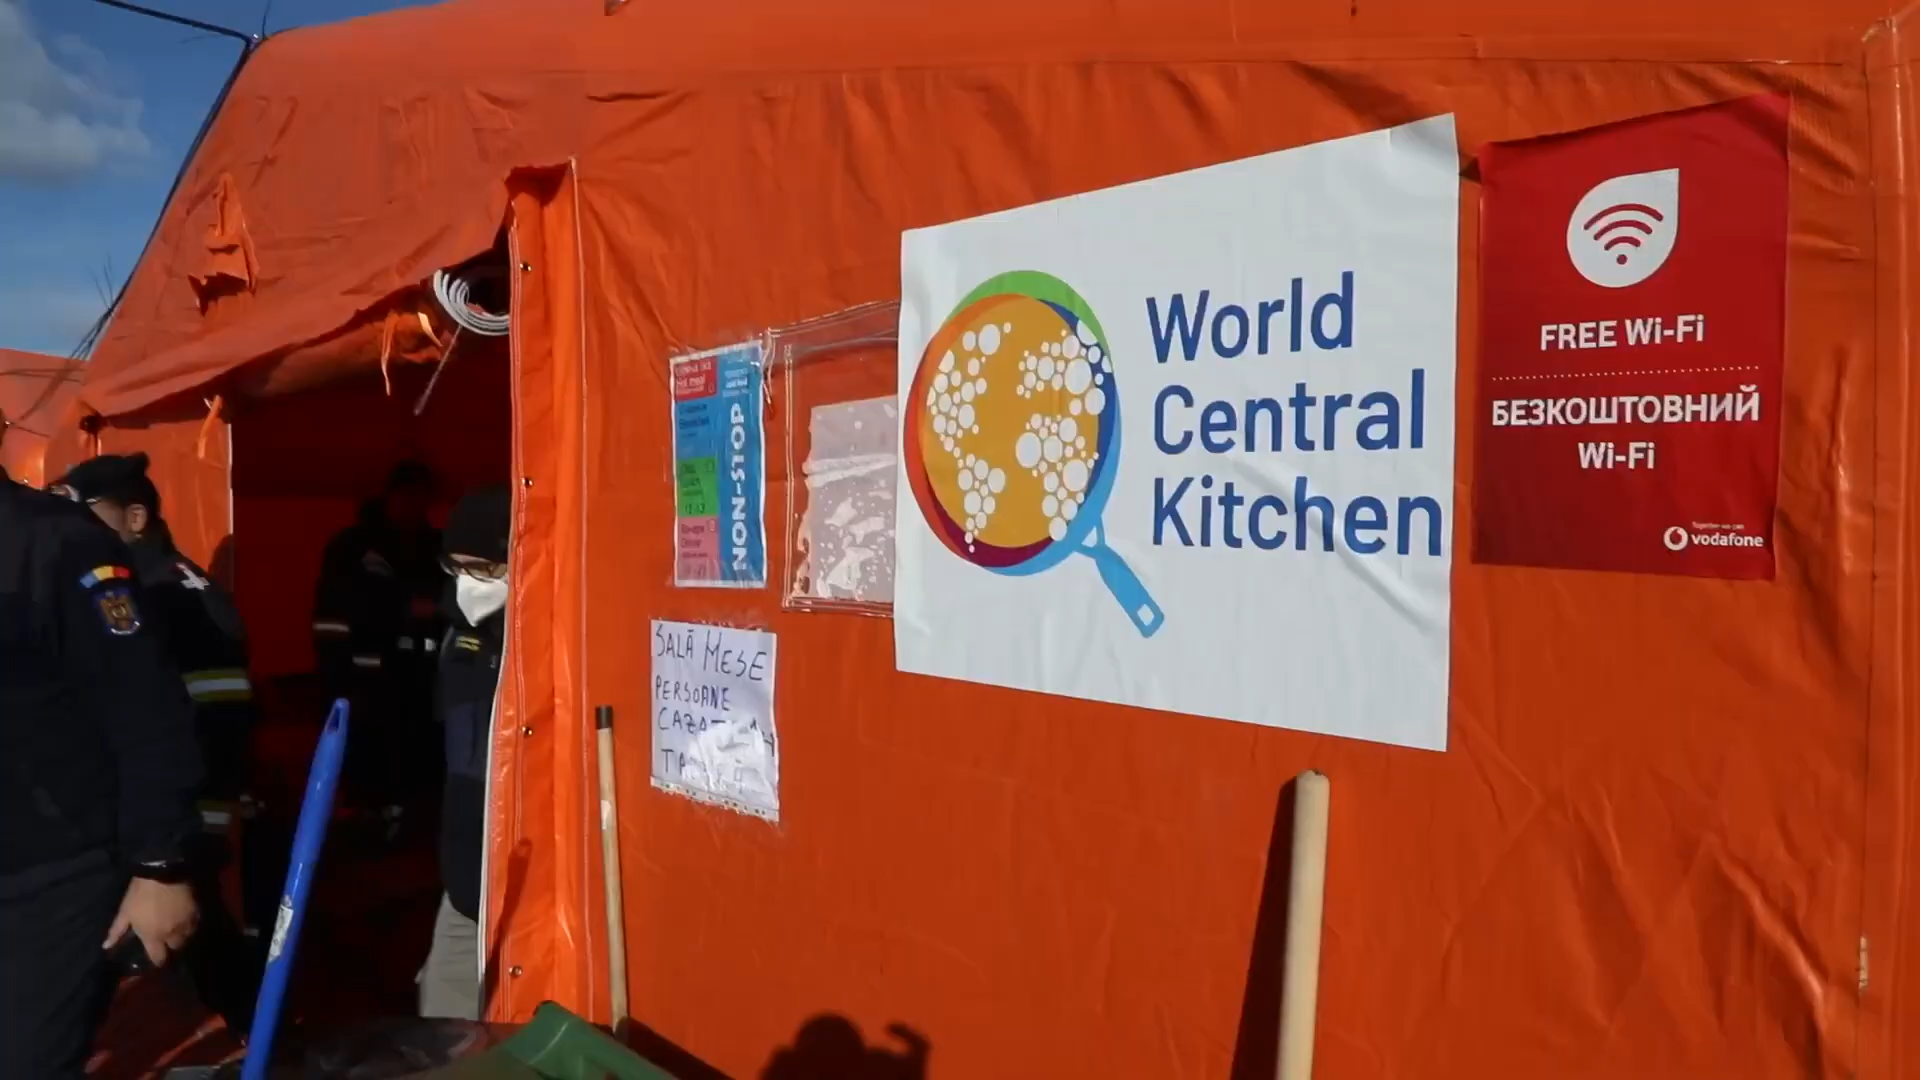 World
Central
Kitchen
FREE Wi-Fi
БЕЗКОШТОВНИЙ
Wi-Fi
vodafone
NON-STOP
SALĂ MESE
PERSOANE